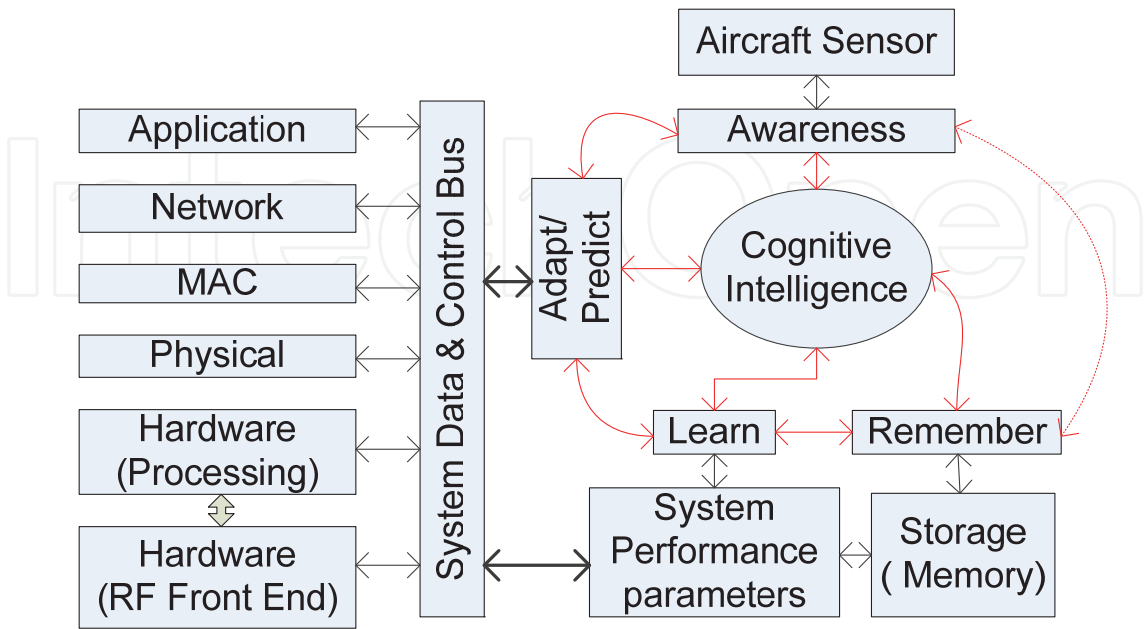 Aircraft Sensor
Application
Awareness
Network
MAC
Physical
Hardware
(Processing)
Hardware
(RF Front End)
System Data & Control Bus
Adapt/
Predict
Cognitive
Intelligence
Learn
Remember
System
Performance
parameters
Storage
( Memory)
IntechOpen